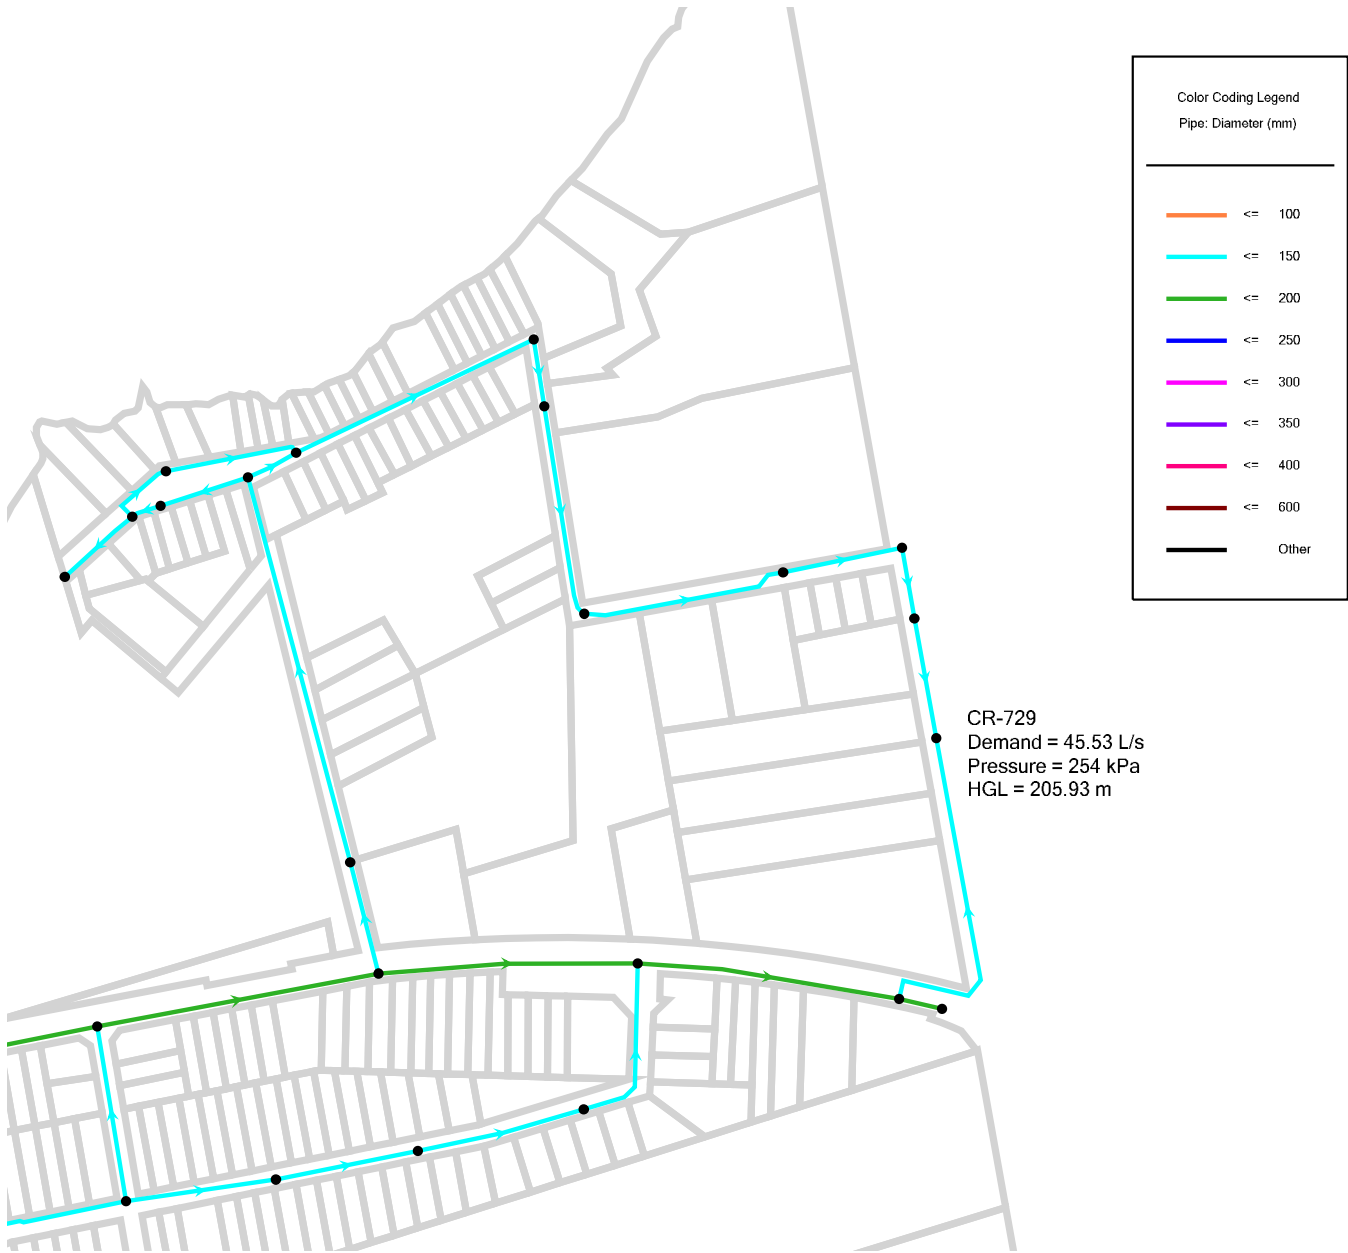 Color Coding Legend
Pipe: Diameter (mm)
<= 100
<= 150
<= 200
<= 250
<= 300
<= 350
<= 400
<= 600
Other
CR-729
Demand = 45.53 L/s
Pressure = 254 kPa
HGL = 205.93 m